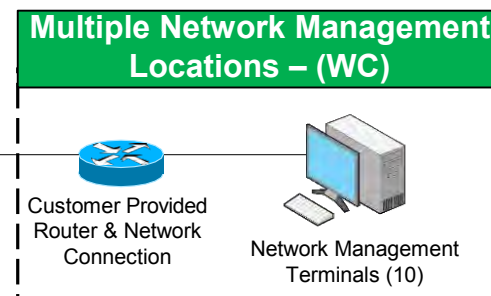 Multiple Network Management
Locations – (WC)
Customer Provided
Router & Network
Connection
Network Management
Terminals (10)